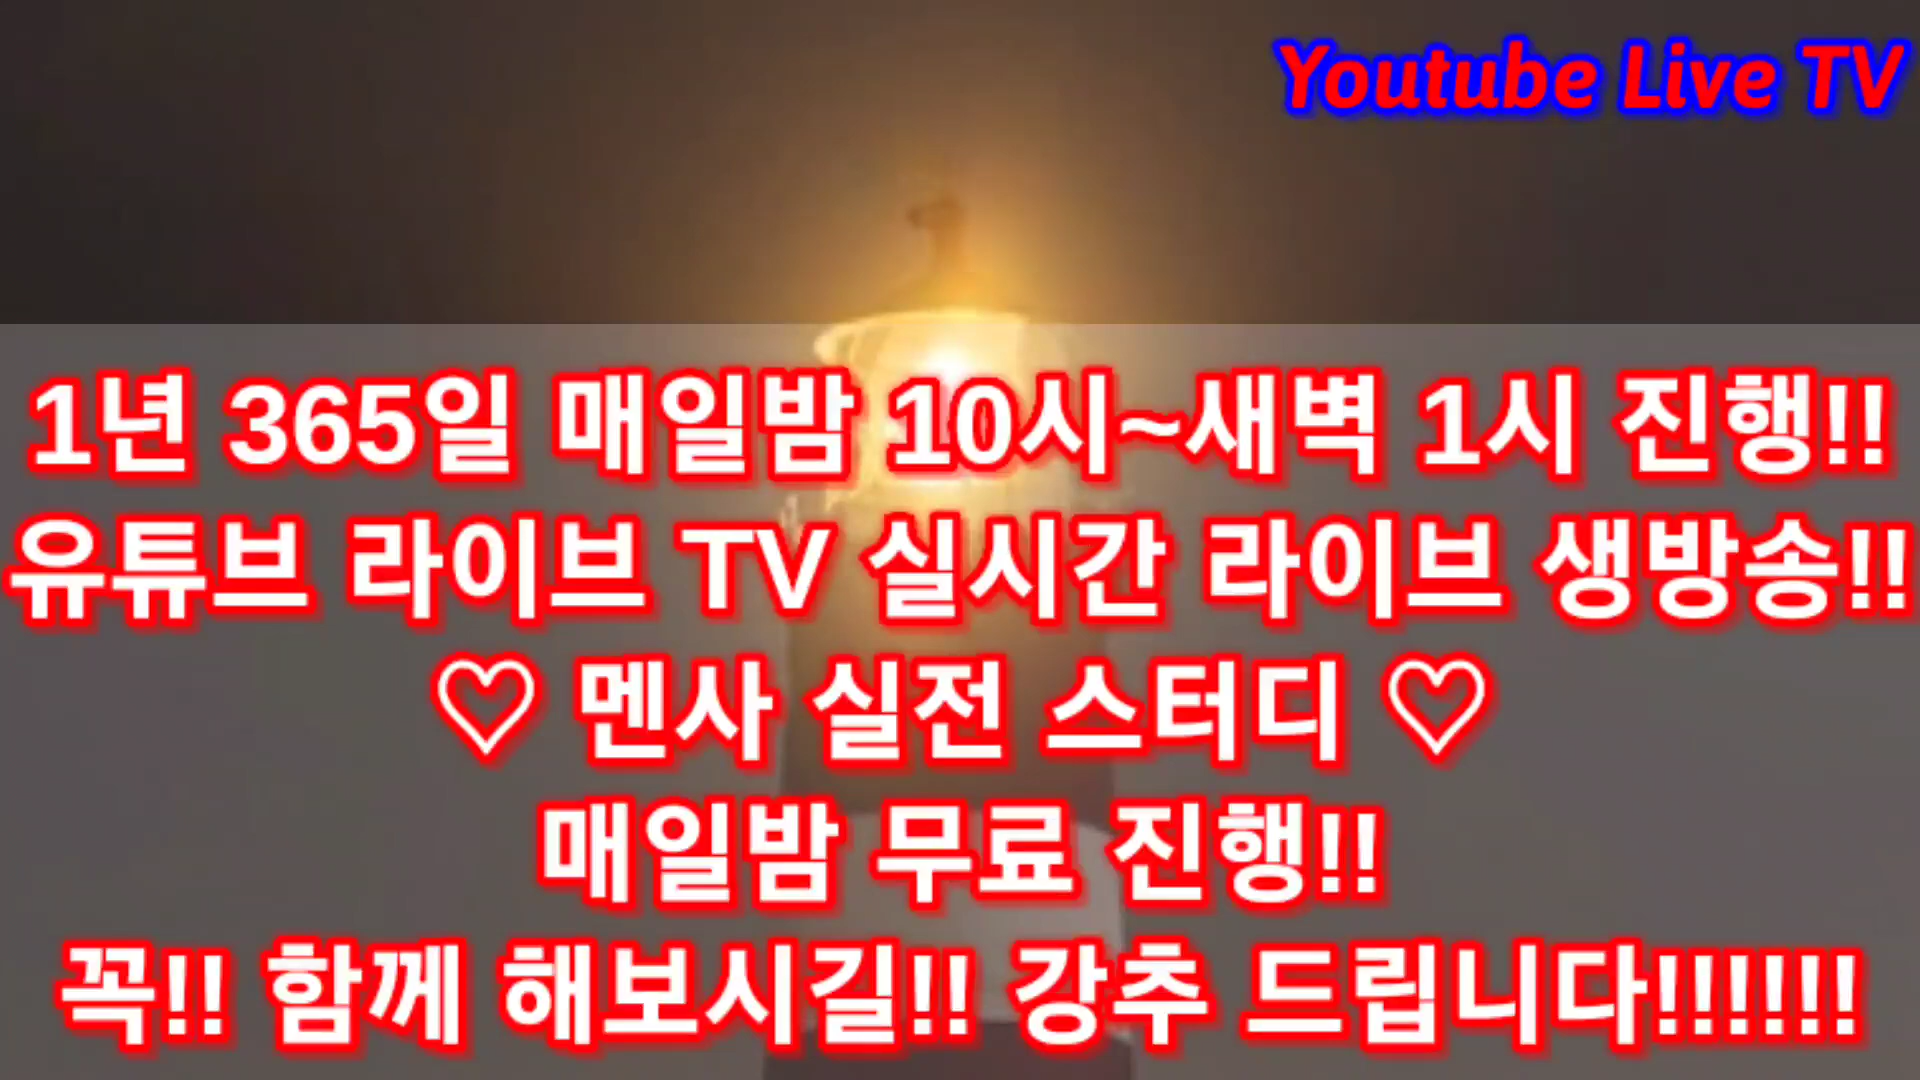 Youtube Live TV
1년 365일 매일밤 10시~새벽 1시 진행!!
유튜브 라이브 TV 실시간 라이브 생방송!!
♡ 멘사 실전 스터디 ♡
매일밤 무료 진행!!
꼭!! 함께 해보시길!! 강추 드립니다!!!!!!